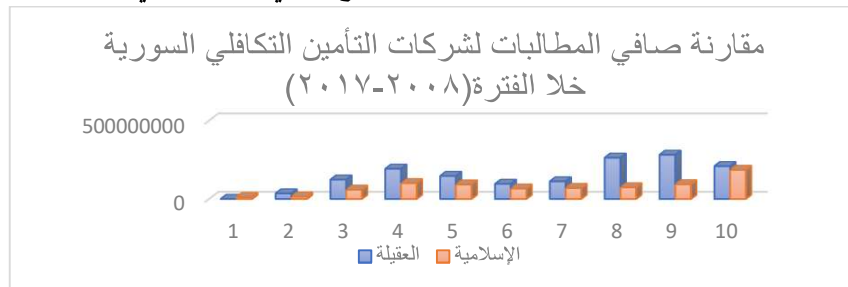 مقارنة صافي المطالبات لشركات التأمين التكافلي السورية
خلا الفترة(٢٠٠٨-٢٠١٧)
500000000
0
1 2 3 4 5 6 7 8 9 10
العقيلة الإسلامية